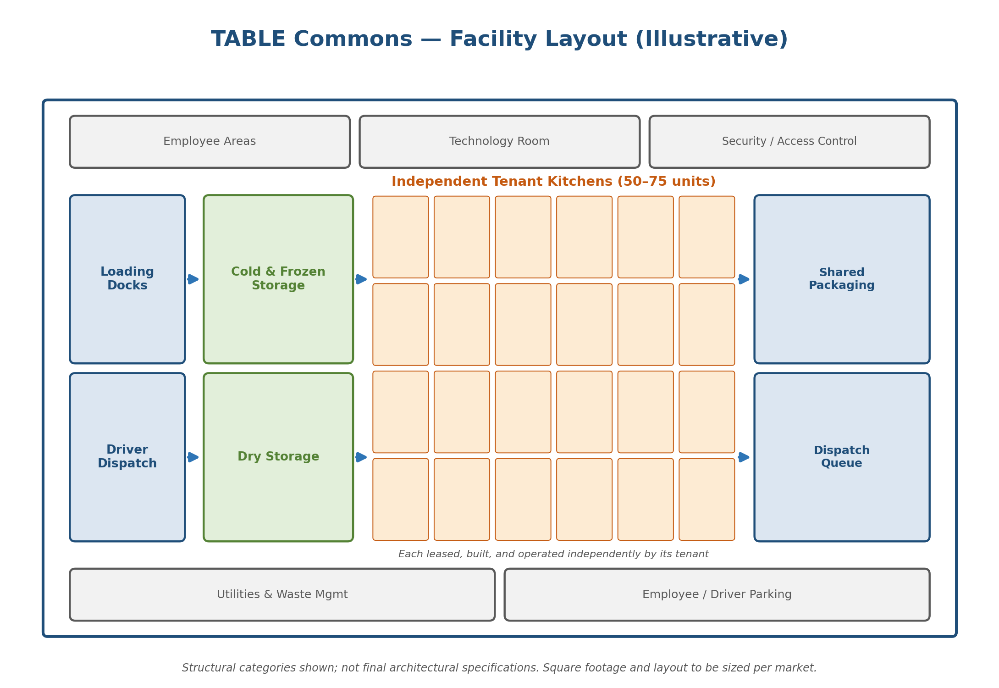 TABLE Commons — Facility Layout (Illustrative)
Employee Areas
Technology Room
Security / Access Control
Independent Tenant Kitchens (50–75 units)
Loading
Docks
Cold & Frozen
Storage
Shared
Packaging
Driver
Dispatch
Dry Storage
Dispatch
Queue
Each leased, built, and operated independently by its tenant
Utilities & Waste Mgmt
Employee / Driver Parking
Structural categories shown; not final architectural specifications. Square footage and layout to be sized per market.